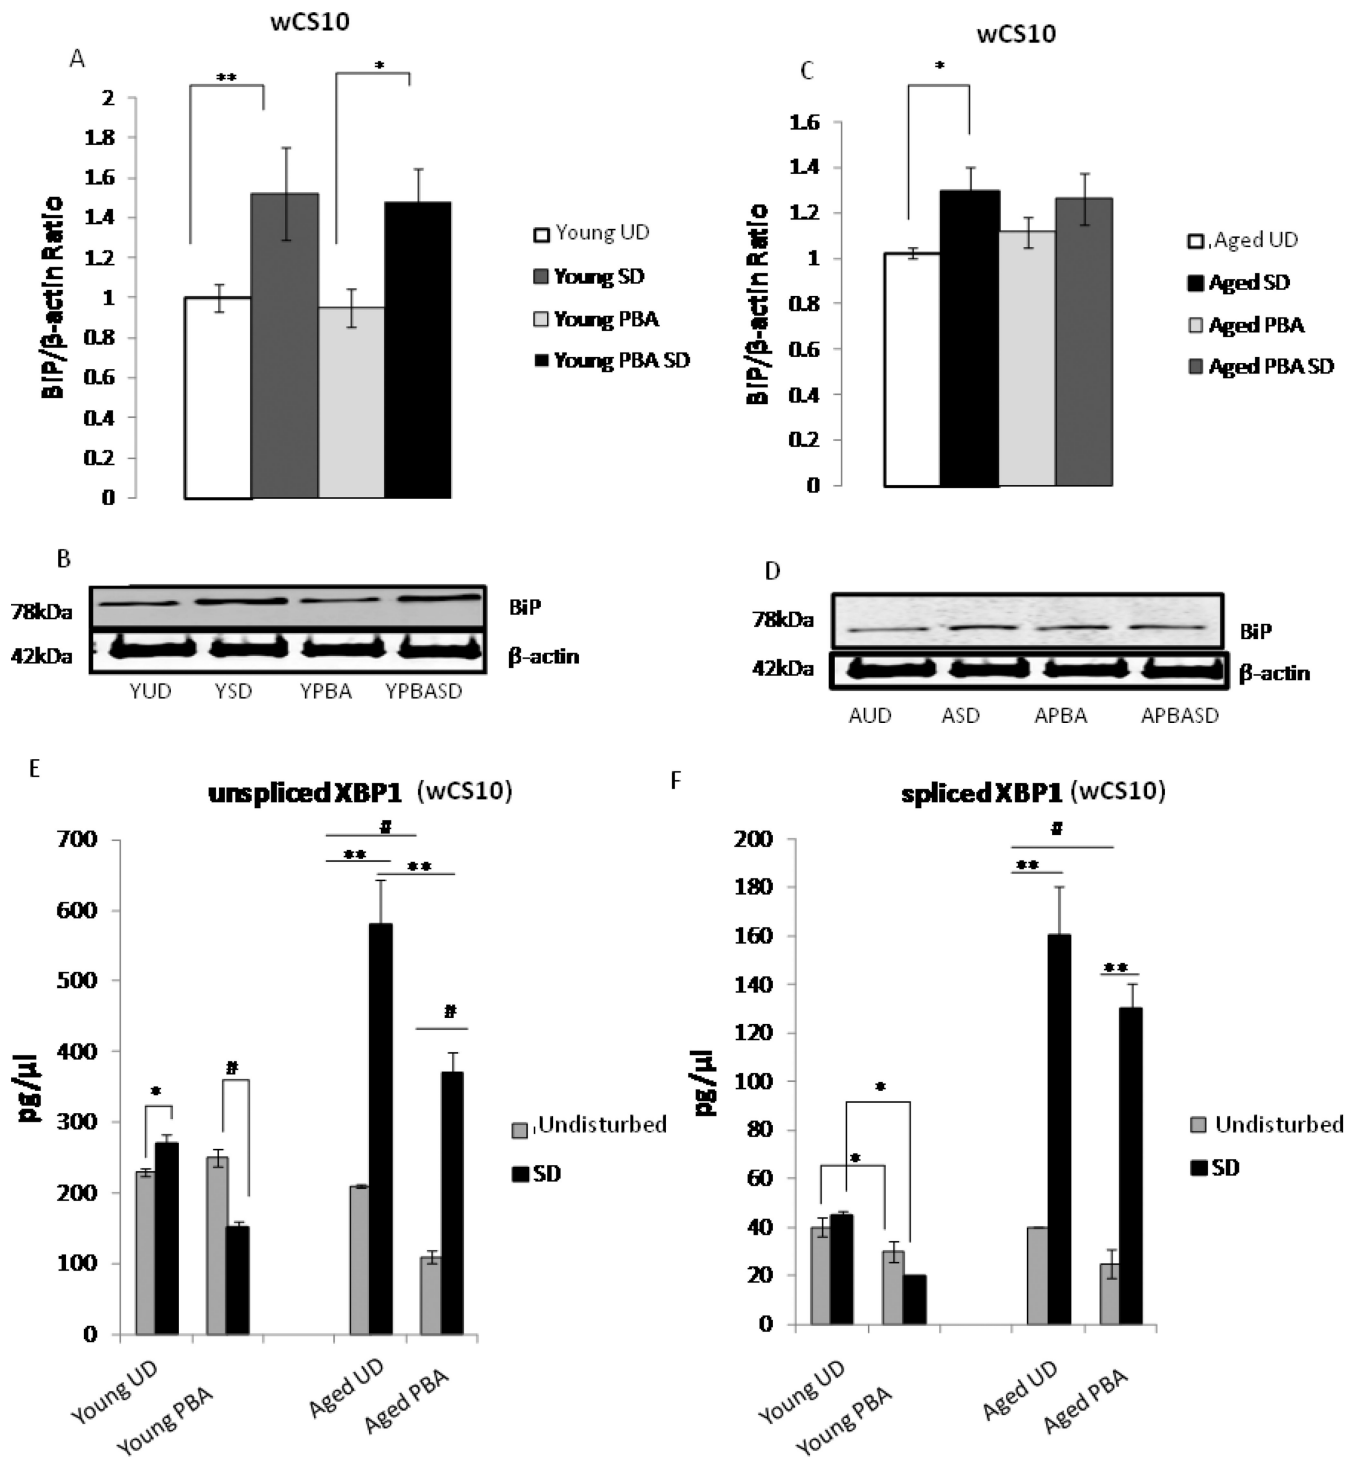 wCS10
A
**
*
2
1.8
1.6
1.4
1.2
1
0.8
0.6
0.4
0.2
0
BIP/β-actin Ratio
Young UD
Young SD
Young PBA
Young PBA SD
wCS10
C
*
1.6
1.4
1.2
1
0.8
0.6
0.4
0.2
0
BIP/β-actin Ratio
Aged UD
Aged SD
Aged PBA
Aged PBA SD
B
78kDa
BiP
42kDa
β-actin
YUD YSD YPBA YPBASD
D
78kDa
BiP
42kDa
β-actin
AUD ASD APBA APBASD
E
unspliced XBP1 (wCS10)
700
600
500
400
300
200
100
0
pg/µl
*
#
#
**
**
#
Undisturbed
SD
Young UD
Young PBA
Aged UD
Aged PBA
F
spliced XBP1 (wCS10)
200
180
160
140
120
100
80
60
40
20
0
pg/µl
*
*
#
**
**
Undisturbed
SD
Young UD
Young PBA
Aged UD
Aged PBA